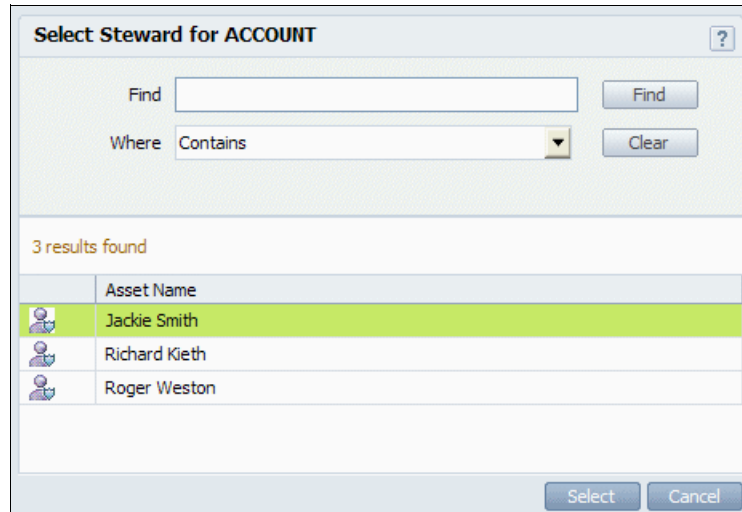 Select Steward for ACCOUNT
?
Find
Find
Where Contains
Clear
3 results found
Asset Name
Jackie Smith
Richard Kieth
Roger Weston
Select
Cancel